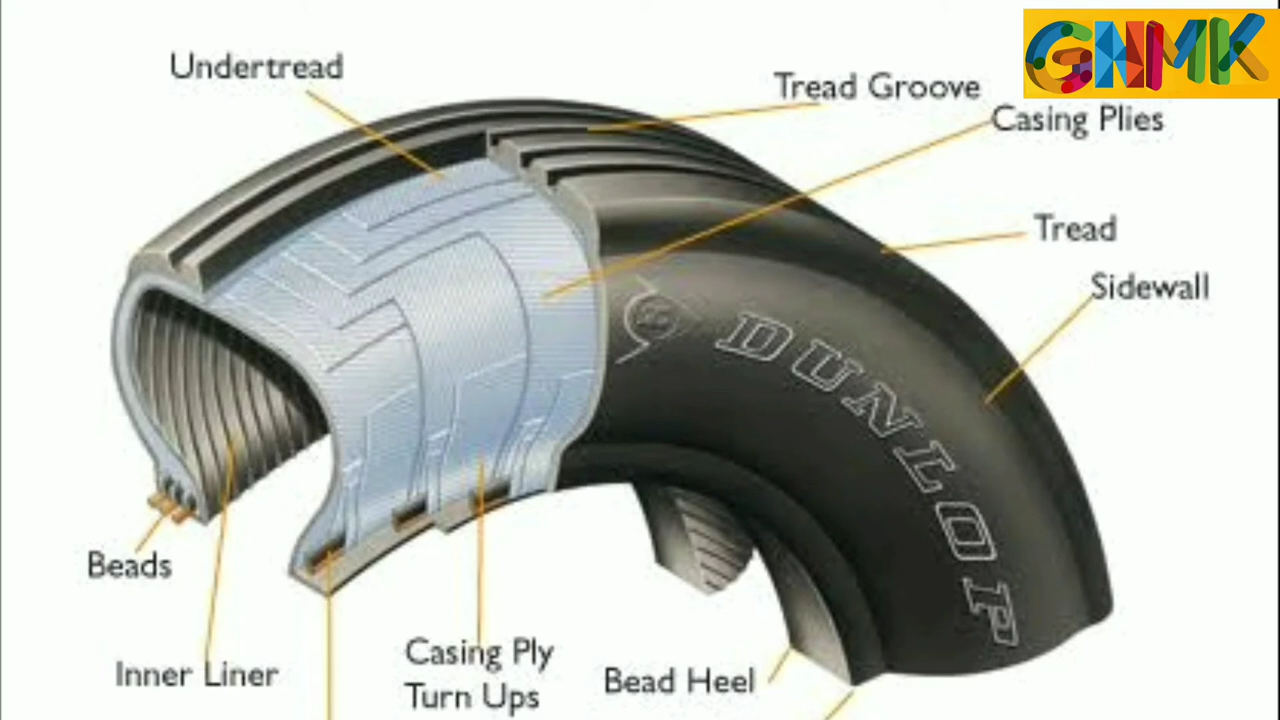 GNMK
Undertread
Tread Groove
Casing Plies
Tread
Sidewall
DUNLOP
Beads
Inner Liner
Casing Ply
Turn Ups
Bead Heel